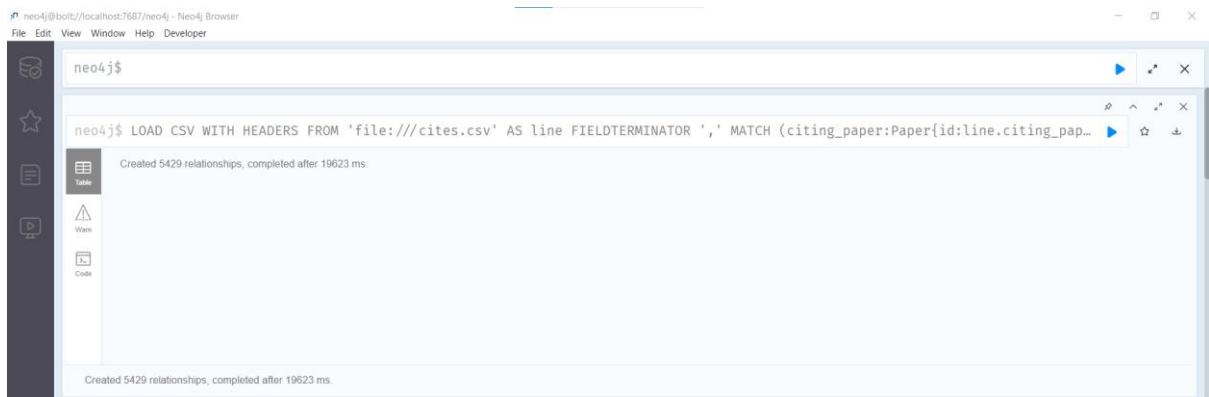 neo4j@bolt://localhost:7687/neo4j - Neo4j Browser
File Edit View Window Help Developer
neo4j$
neo4j$ LOAD CSV WITH HEADERS FROM 'file:///cites.csv' AS line FIELDTERMINATOR ',' MATCH (citing_paper:Paper{id:line.citing_pap…
Table
Created 5429 relationships, completed after 19623 ms.
Warn
Code
Created 5429 relationships, completed after 19623 ms.